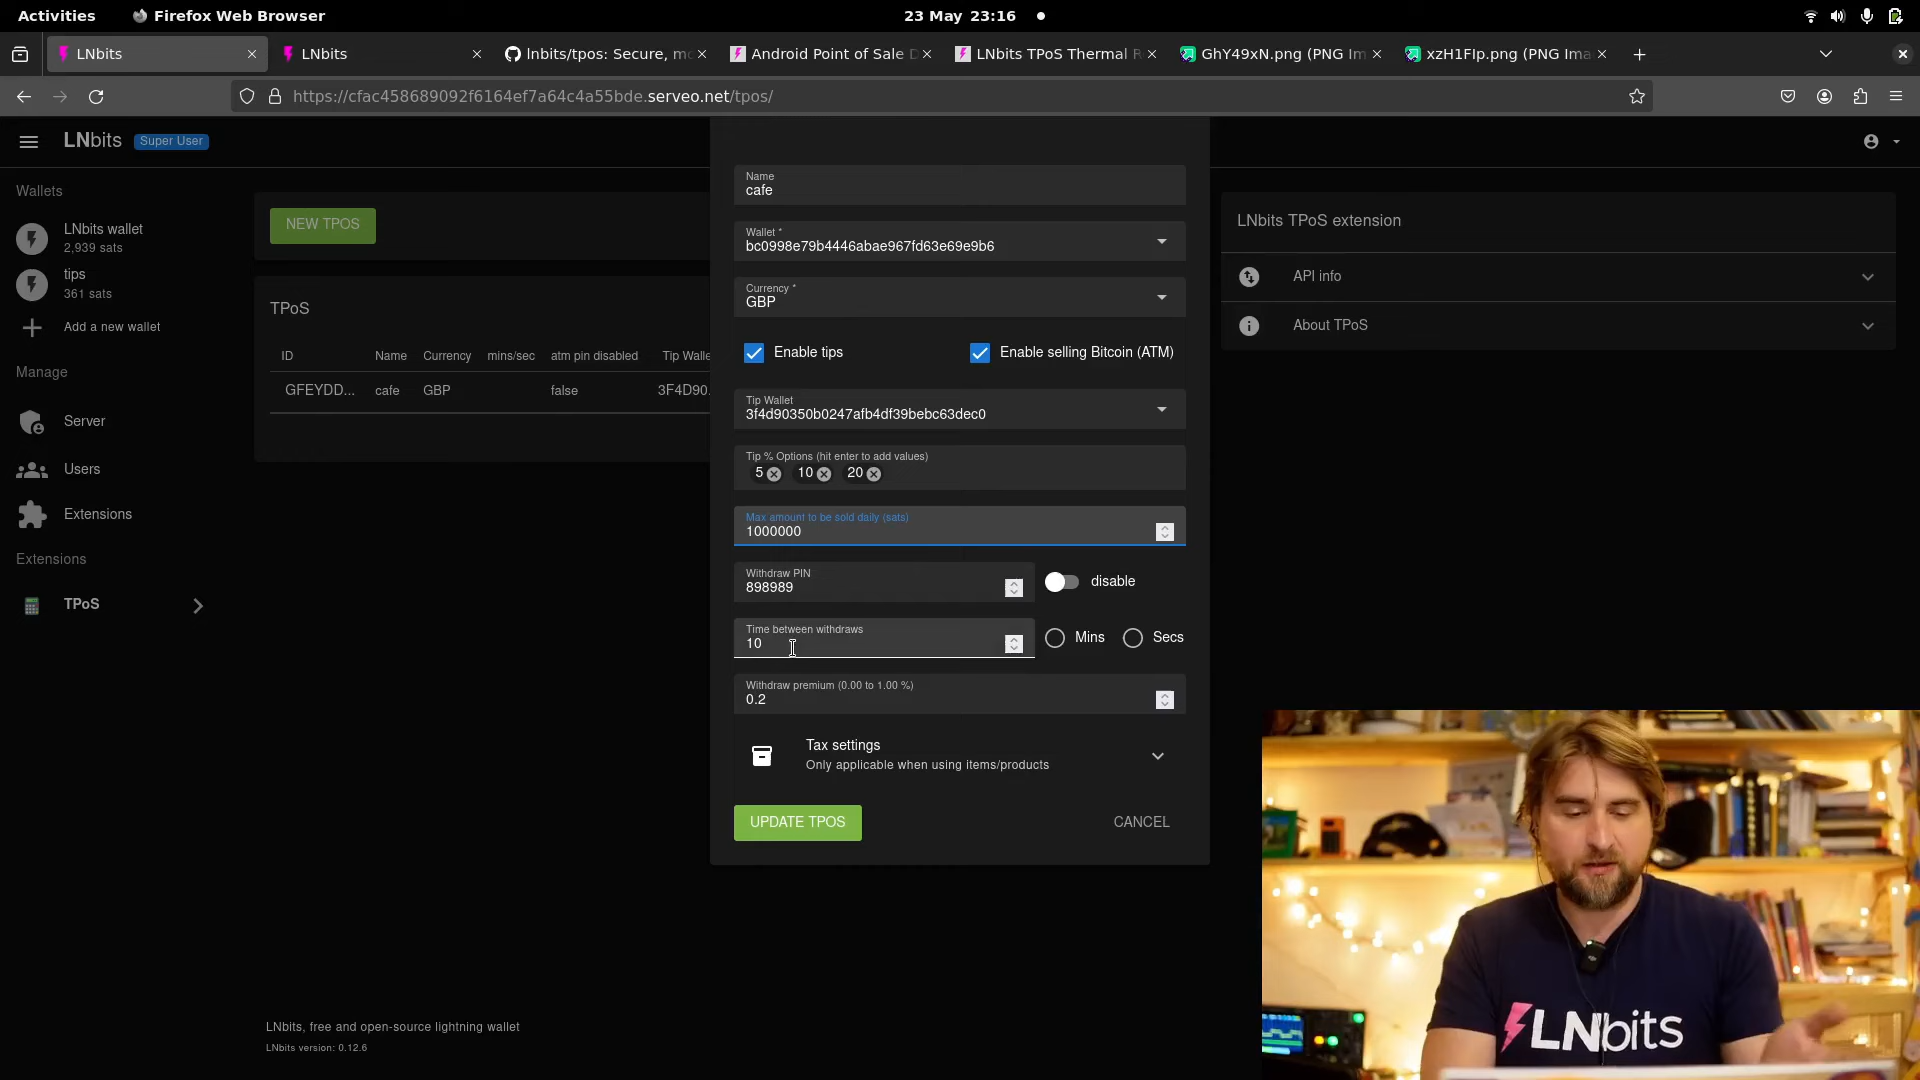 Activities
Firefox Web Browser
23 May 23:16
LNbits
LNbits
lnbits/tpos: Secure, mo
Android Point of Sale D
LNbits TPoS Thermal R
GhY49xN.png (PNG Im
xzH1FIp.png (PNG Ima
https://cfac458689092f6164ef7a64c4a55bde.serveo.net/tpos/
LNbits Super User
Wallets
LNbits wallet
2,939 sats
tips
361 sats
Add a new wallet
Manage
Server
Users
Extensions
Extensions
TPoS
NEW TPOS
TPoS
ID Name Currency mins/sec atm pin disabled Tip Walle
GFEYDD... cafe GBP false 3F4D90.
Name
cafe
Wallet *
bc0998e79b4446abae967fd63e69e9b6
Currency *
GBP
Enable tips
Enable selling Bitcoin (ATM)
Tip Wallet
3f4d90350b0247afb4df39bebc63dec0
Tip % Options (hit enter to add values)
5 10 20
Max amount to be sold daily (sats)
1000000
Withdraw PIN
898989
disable
Time between withdraws
10
Mins Secs
Withdraw premium (0.00 to 1.00 %)
0.2
Tax settings
Only applicable when using items/products
UPDATE TPOS
CANCEL
LNbits TPoS extension
API info
About TPoS
LNbits, free and open-source lightning wallet
LNbits version: 0.12.6
LNbits